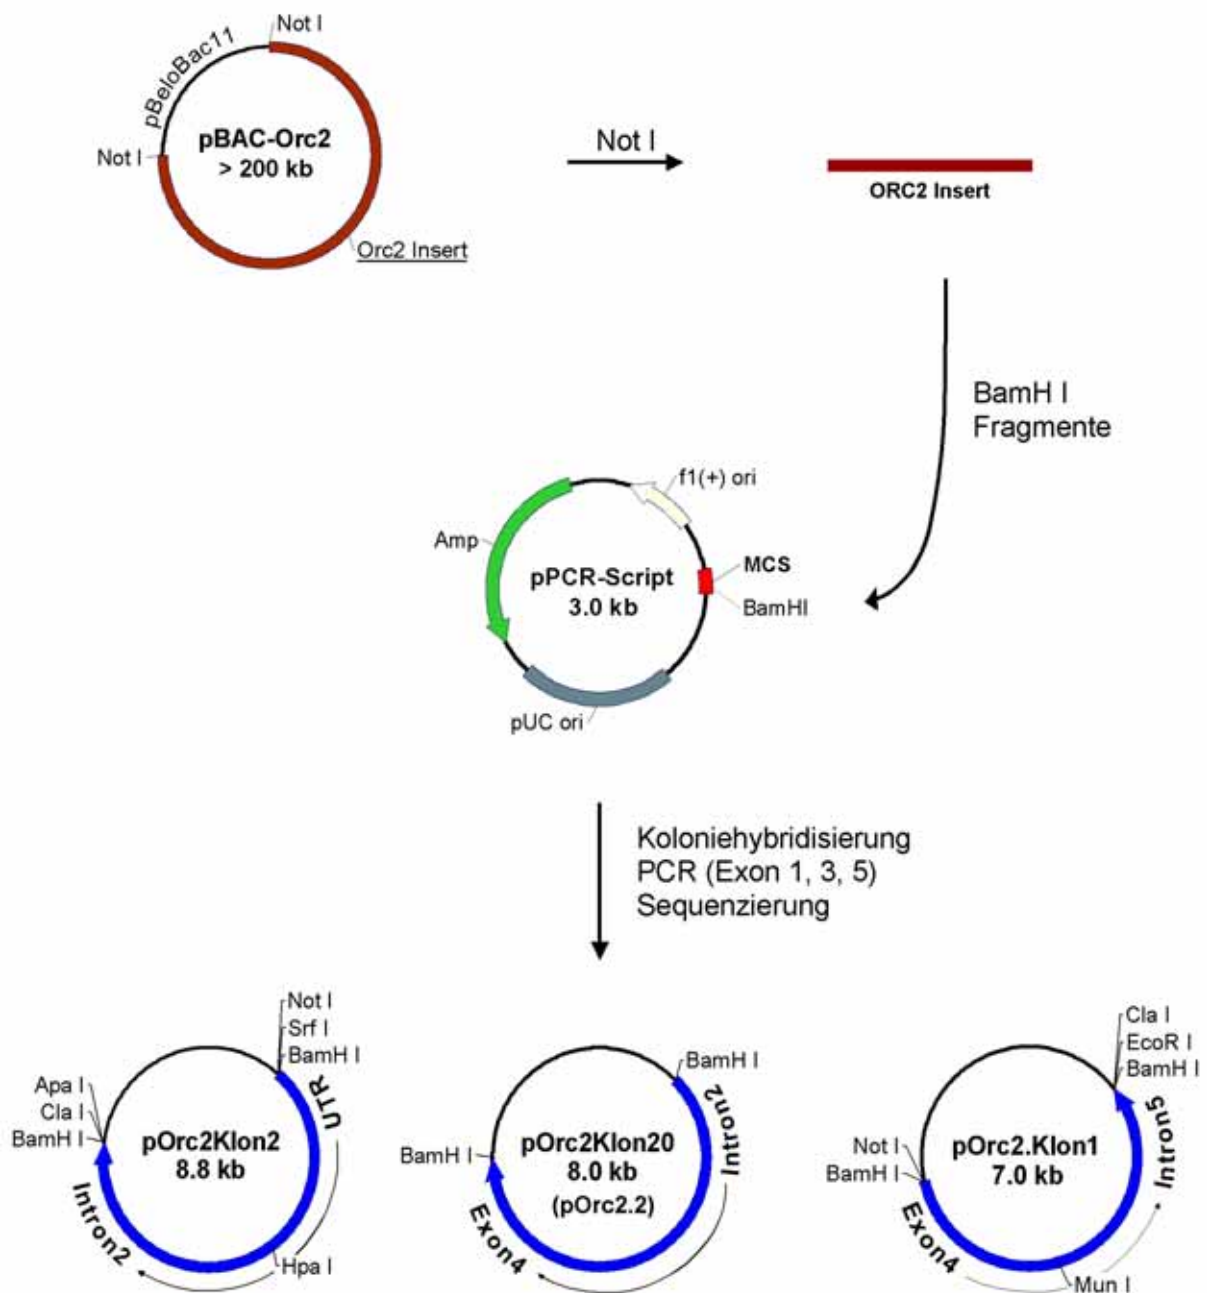 Not I
pBeloBac11
pBAC-Orc2
> 200 kb
Not I
Orc2 Insert
Not I
ORC2 Insert
BamH I
Fragmente
f1(+) ori
Amp
MCS
pPCR-Script
3.0 kb
BamHI
pUC ori
Koloniehybridisierung
PCR (Exon 1, 3, 5)
Sequenzierung
Not I
Srf I
BamH I
UTR
Apa I
Cla I
BamH I
pOrc2Klon2
8.8 kb
Intron2
Hpa I
BamH I
Intron2
BamH I
pOrc2Klon20
8.0 kb
(pOrc2.2)
Exon4
Cla I
EcoR I
BamH I
Intron5
Not I
BamH I
pOrc2.Klon1
7.0 kb
Exon4
Mun I